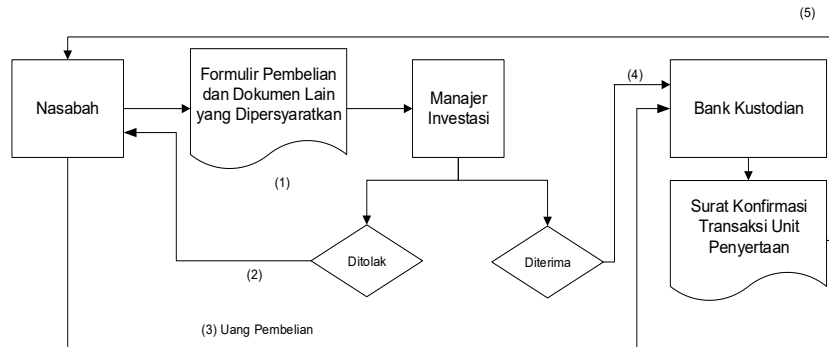 (5)
Nasabah
Formulir Pembelian
dan Dokumen Lain
yang Dipersyaratkan
Manajer
Investasi
(4)
Bank Kustodian
(1)
Surat Konfirmasi
Transaksi Unit
Penyertaan
Ditolak
Diterima
(2)
(3) Uang Pembelian